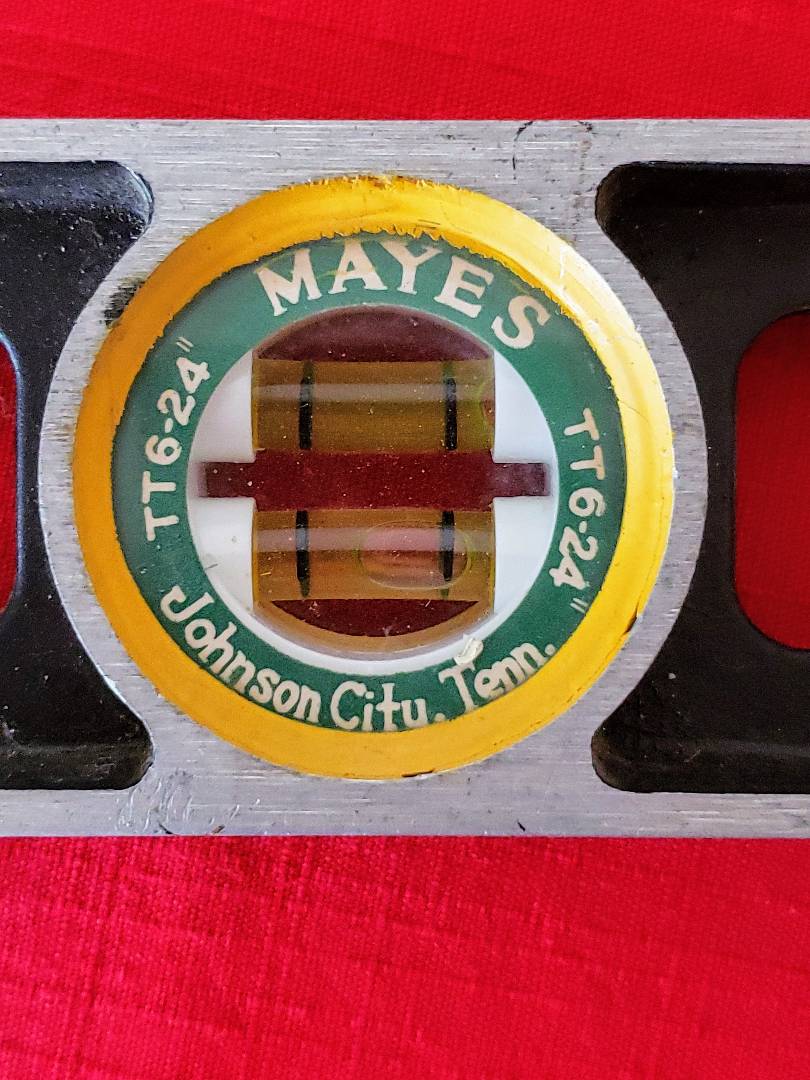 MAYES
TT6-24"
TT6-24"
Johnson City, Tenn.